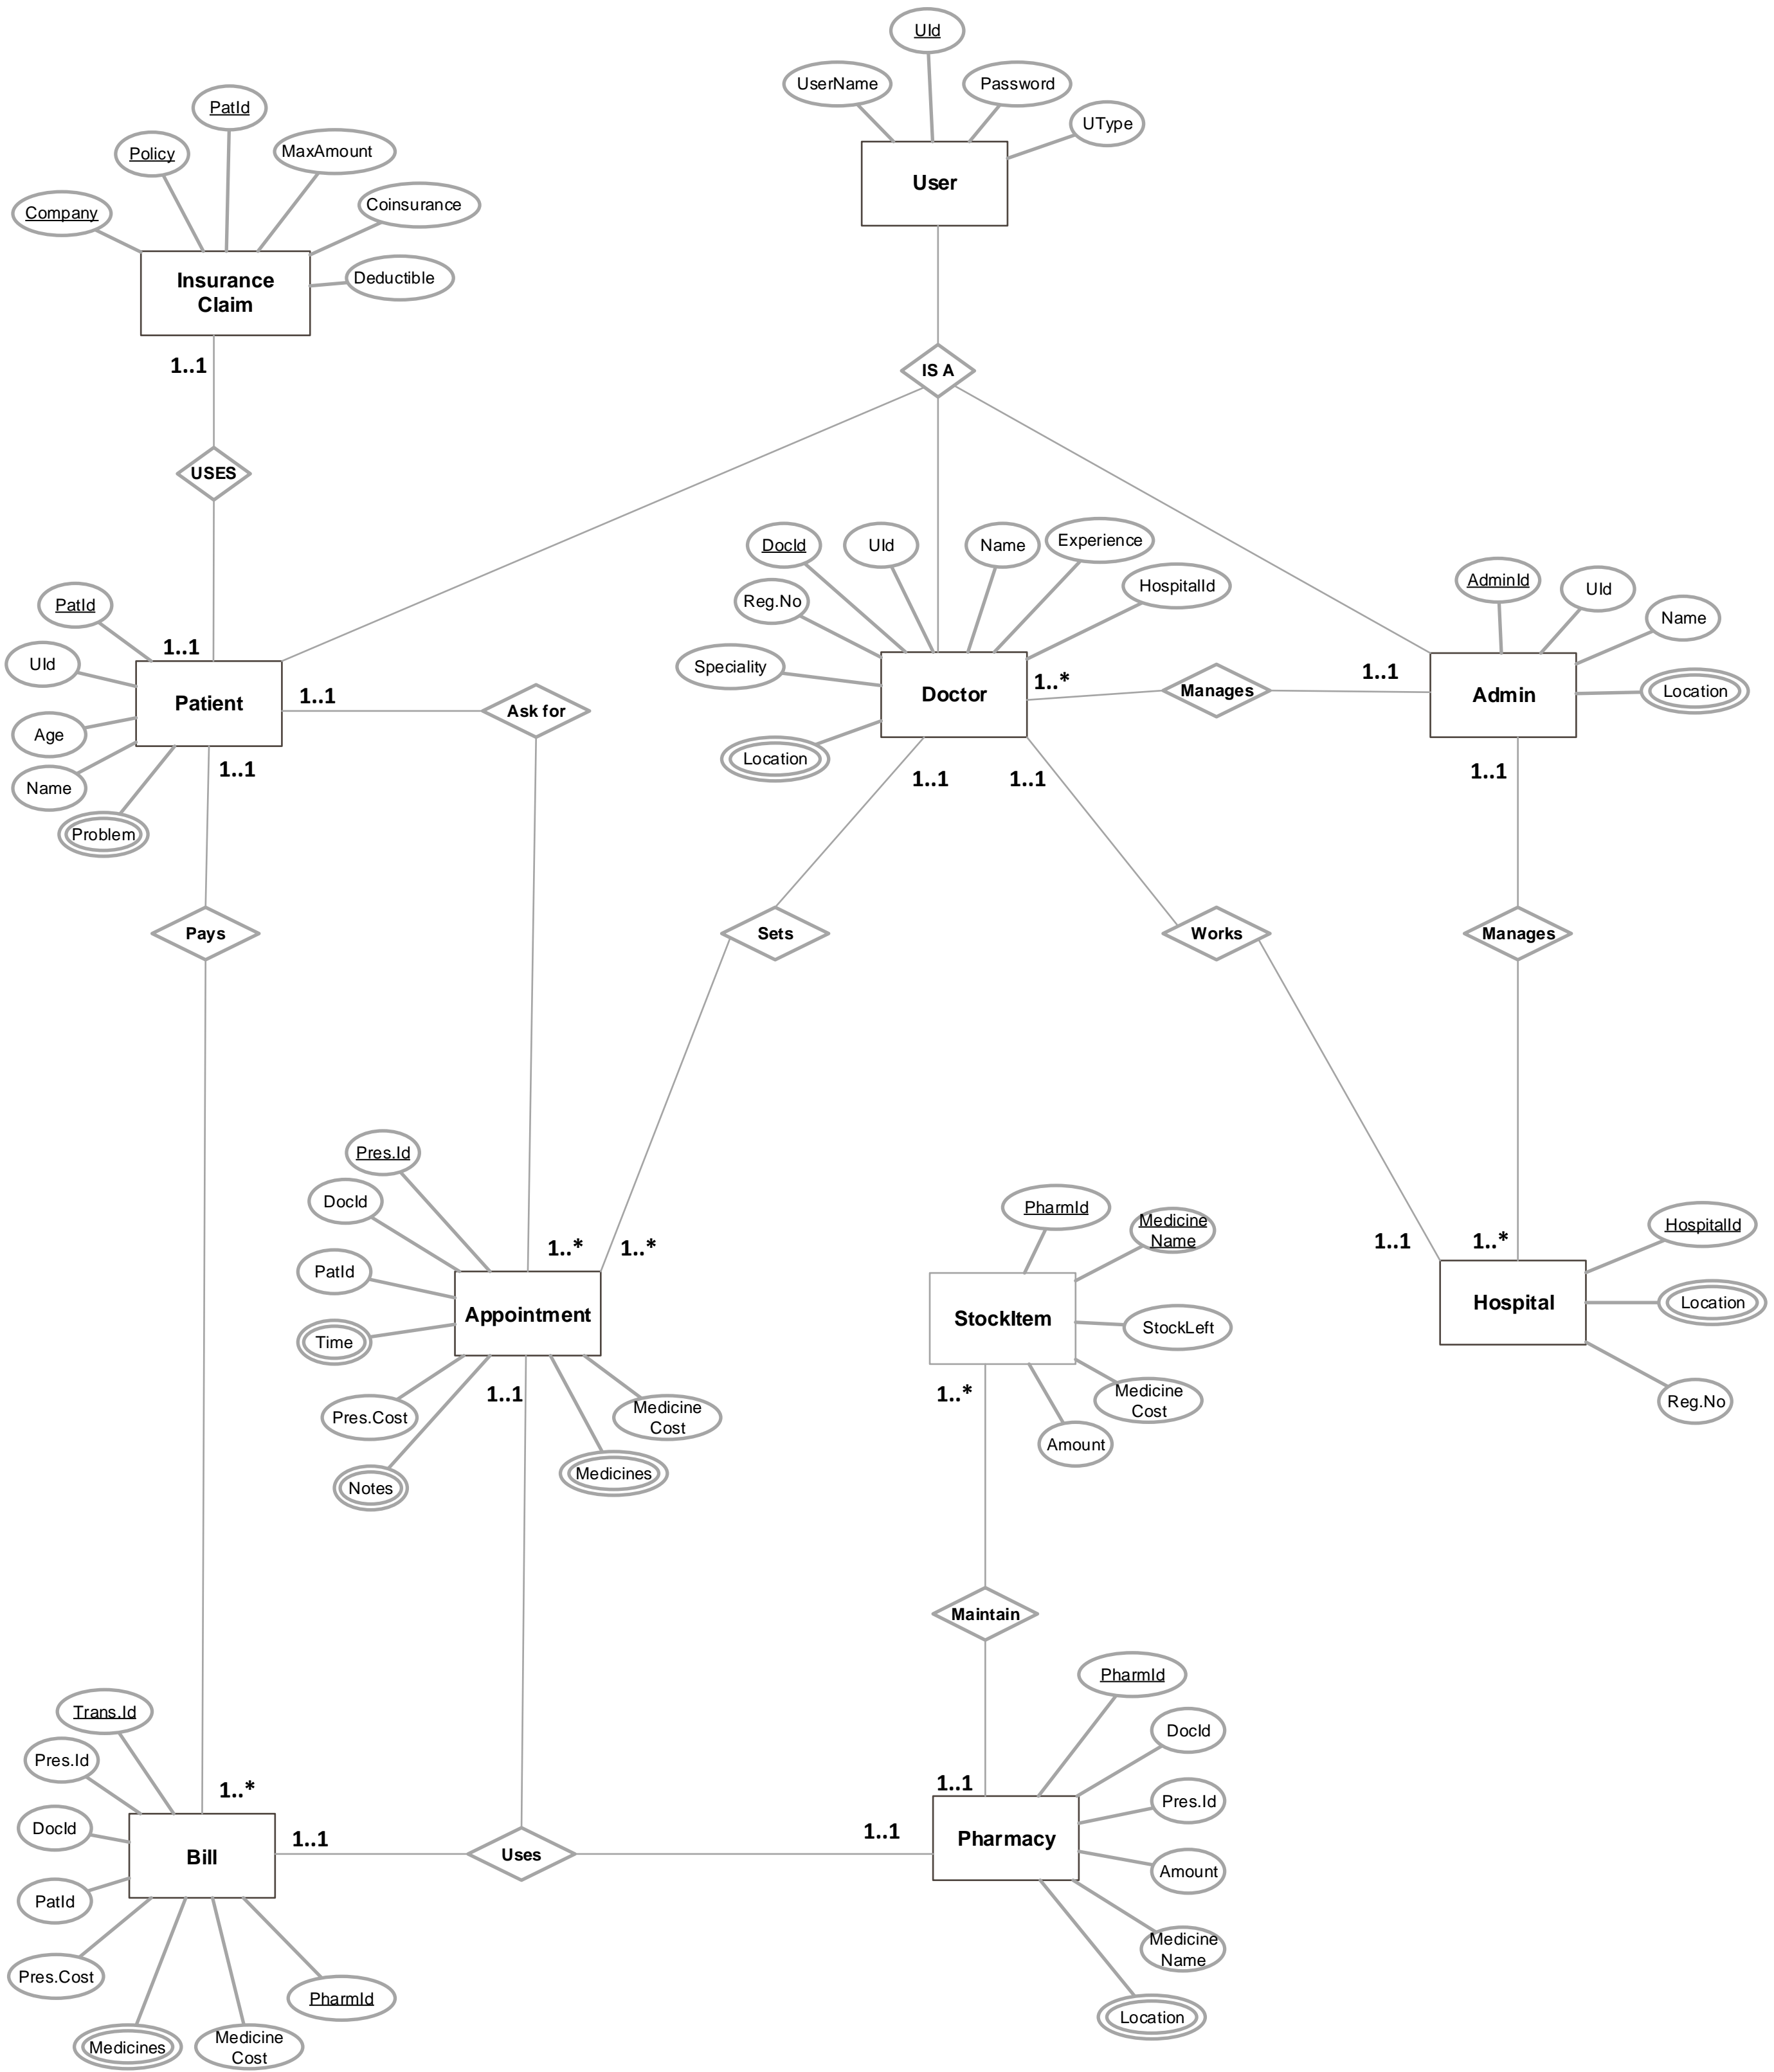 UId
UserName
Password
UType
User
PatId
Policy
MaxAmount
Company
Coinsurance
Deductible
Insurance
Claim
1..1
USES
IS A
DocId
UId
Name
Experience
HospitalId
Reg.No
Speciality
Location
Doctor
1..*
Manages
1..1
AdminId
UId
Name
Location
Admin
PatId
UId
Age
Name
Problem
1..1
Patient
1..1
Ask for
1..1
1..1
1..1
1..1
Pays
Sets
Works
Manages
Pres.Id
DocId
PatId
Time
1..*
1..*
Appointment
Pres.Cost
1..1
Notes
Medicines
Medicine
Cost
PharmId
Medicine
Name
StockItem
StockLeft
Medicine
Cost
Amount
1..*
1..1
1..*
HospitalId
Hospital
Location
Reg.No
Maintain
Trans.Id
Pres.Id
DocId
PatId
Pres.Cost
Medicines
Medicine
Cost
PharmId
1..*
Bill
1..1
Uses
1..1
1..1
Pharmacy
PharmId
DocId
Pres.Id
Amount
Medicine
Name
Location